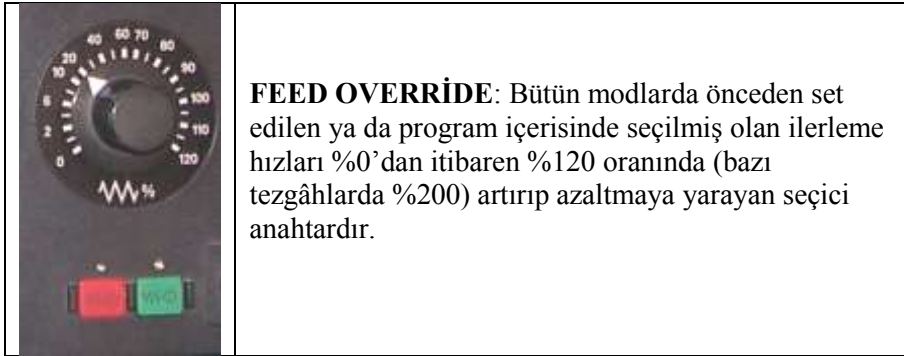 40 60 70 80
20
10
90
6
100
2
110
0
120
%
FEED OVERRİDE: Bütün modlarda önceden set
edilen ya da program içerisinde seçilmiş olan ilerleme
hızları %0’dan itibaren %120 oranında (bazı
tezgâhlarda %200) artırıp azaltmaya yarayan seçici
anahtardır.